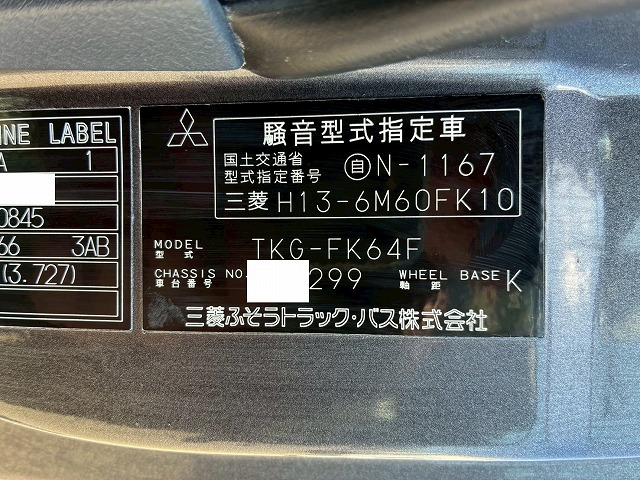 INE LABEL
A 1
0845
66 3AB
(3.727)
騒音型式指定車
国土交通省
型式指定番号 自N-1167
三菱 H13-6M60FK10
MODEL
型式 TKG-FK64F
CHASSIS NO.
車台番号 299 WHEEL BASE
軸距 K
三菱ふそうトラック・バス株式会社